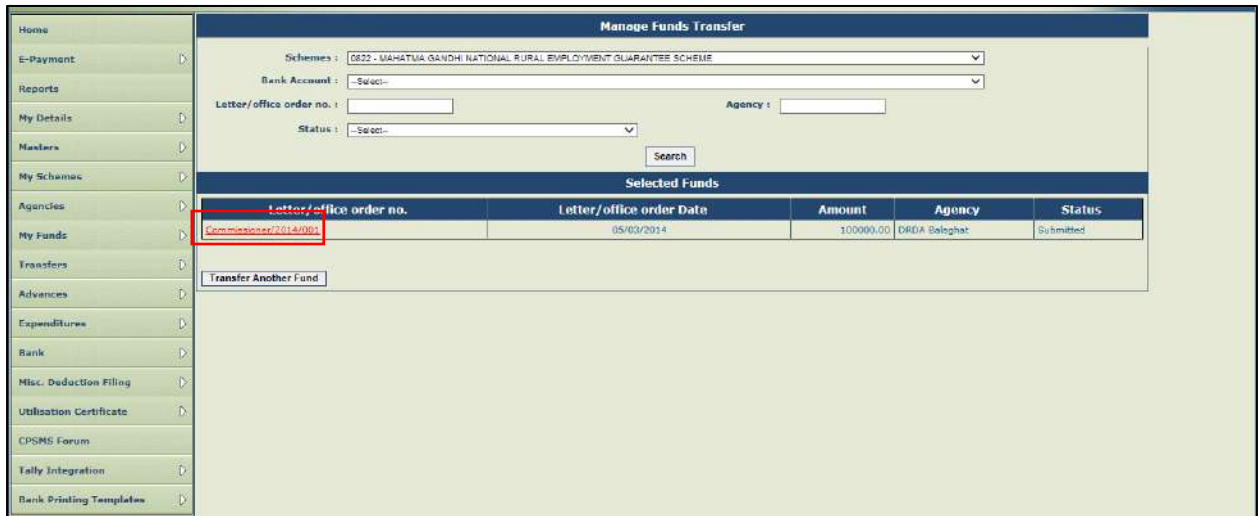 Home
E-Payment
Reports
My Details
Masters
My Schemes
Agencies
My Funds
Transfers
Advances
Expenditures
Bank
Misc. Deduction Filing
Utilisation Certificate
CPSMS Forum
Tally Integration
Bank Printing Templates
Manage Funds Transfer
Schemes : 0822 - MAHATMA GANDHI NATIONAL RURAL EMPLOYMENT GUARANTEE SCHEME
Bank Account : --Select--
Letter/office order no. : Agency :
Status : --Select--
Search
Selected Funds
Letter/office order no. Letter/office order Date Amount Agency Status
Commissioner/2014/001 05/03/2014 100000.00 DRDA Balaghat Submitted
Transfer Another Fund